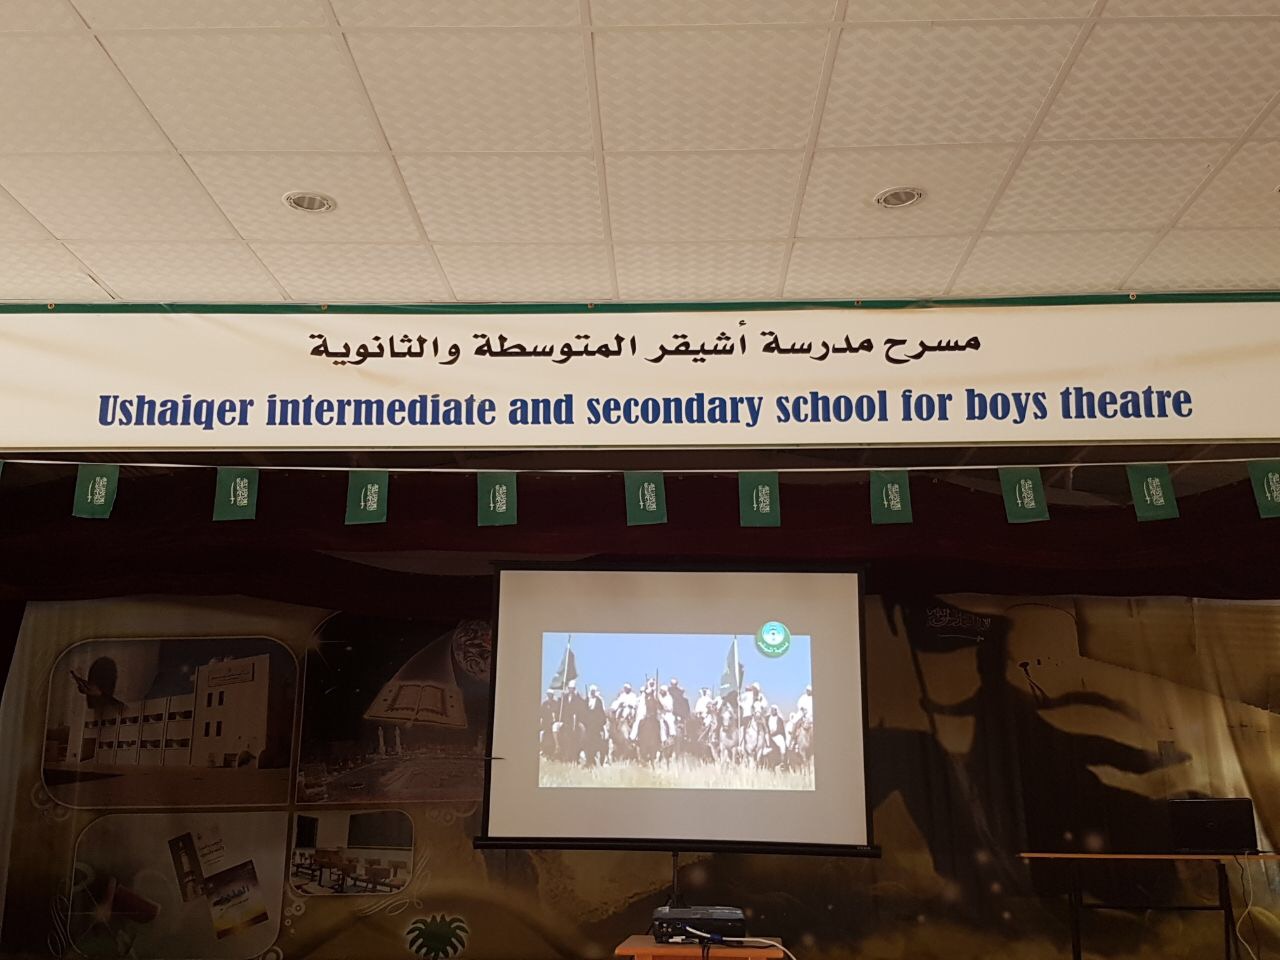 مسرح مدرسة أشيقر المتوسطة والثانوية
Ushaiqer intermediate and secondary school for boys theatre